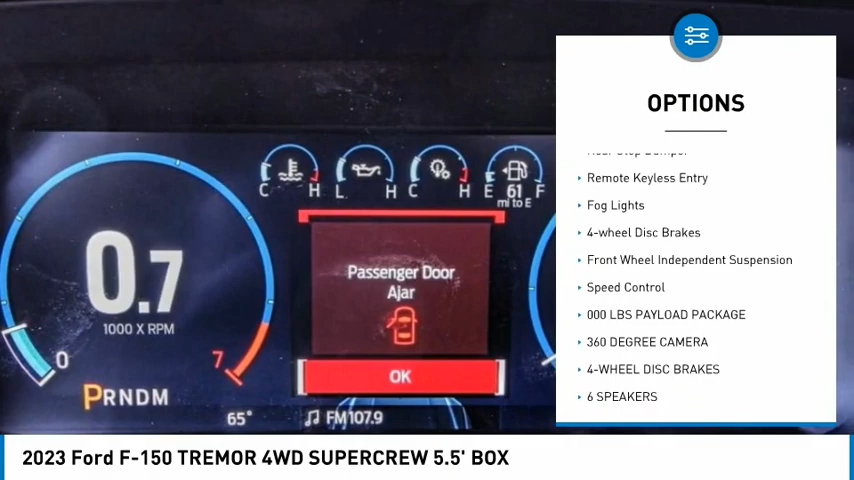 C H L H C H E 61 F
mi to E
0.7
1000 X RPM
0 7
PRNDM
Passenger Door
Ajar
OK
65° FM107.9
OPTIONS
Remote Keyless Entry
Fog Lights
4-wheel Disc Brakes
Front Wheel Independent Suspension
Speed Control
000 LBS PAYLOAD PACKAGE
360 DEGREE CAMERA
4-WHEEL DISC BRAKES
6 SPEAKERS
2023 Ford F-150 TREMOR 4WD SUPERCREW 5.5' BOX